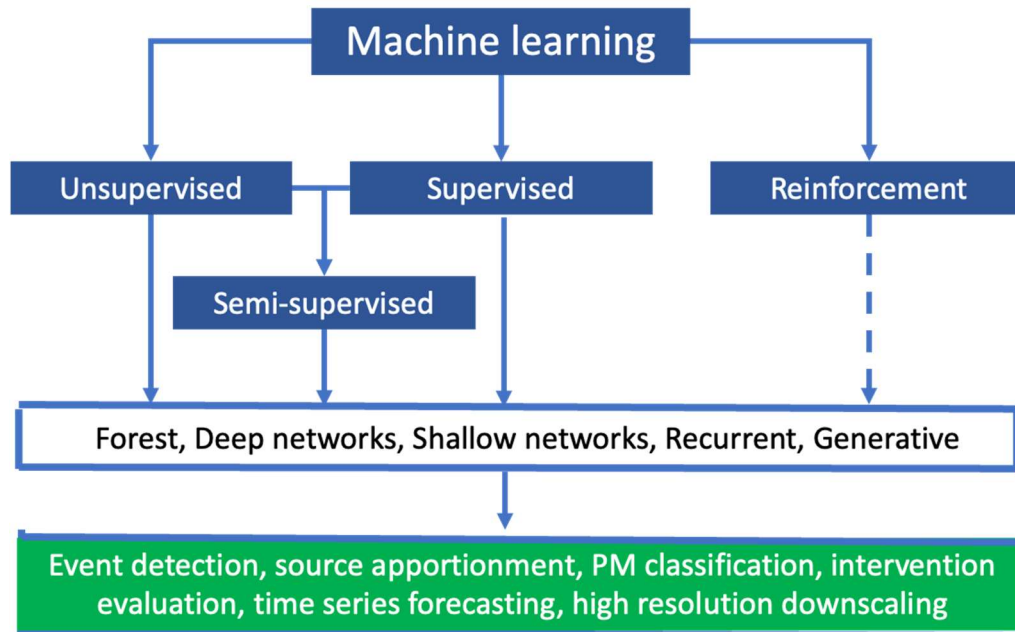 Machine learning
Unsupervised
Supervised
Reinforcement
Semi-supervised
Forest, Deep networks, Shallow networks, Recurrent, Generative
Event detection, source apportionment, PM classification, intervention
evaluation, time series forecasting, high resolution downscaling